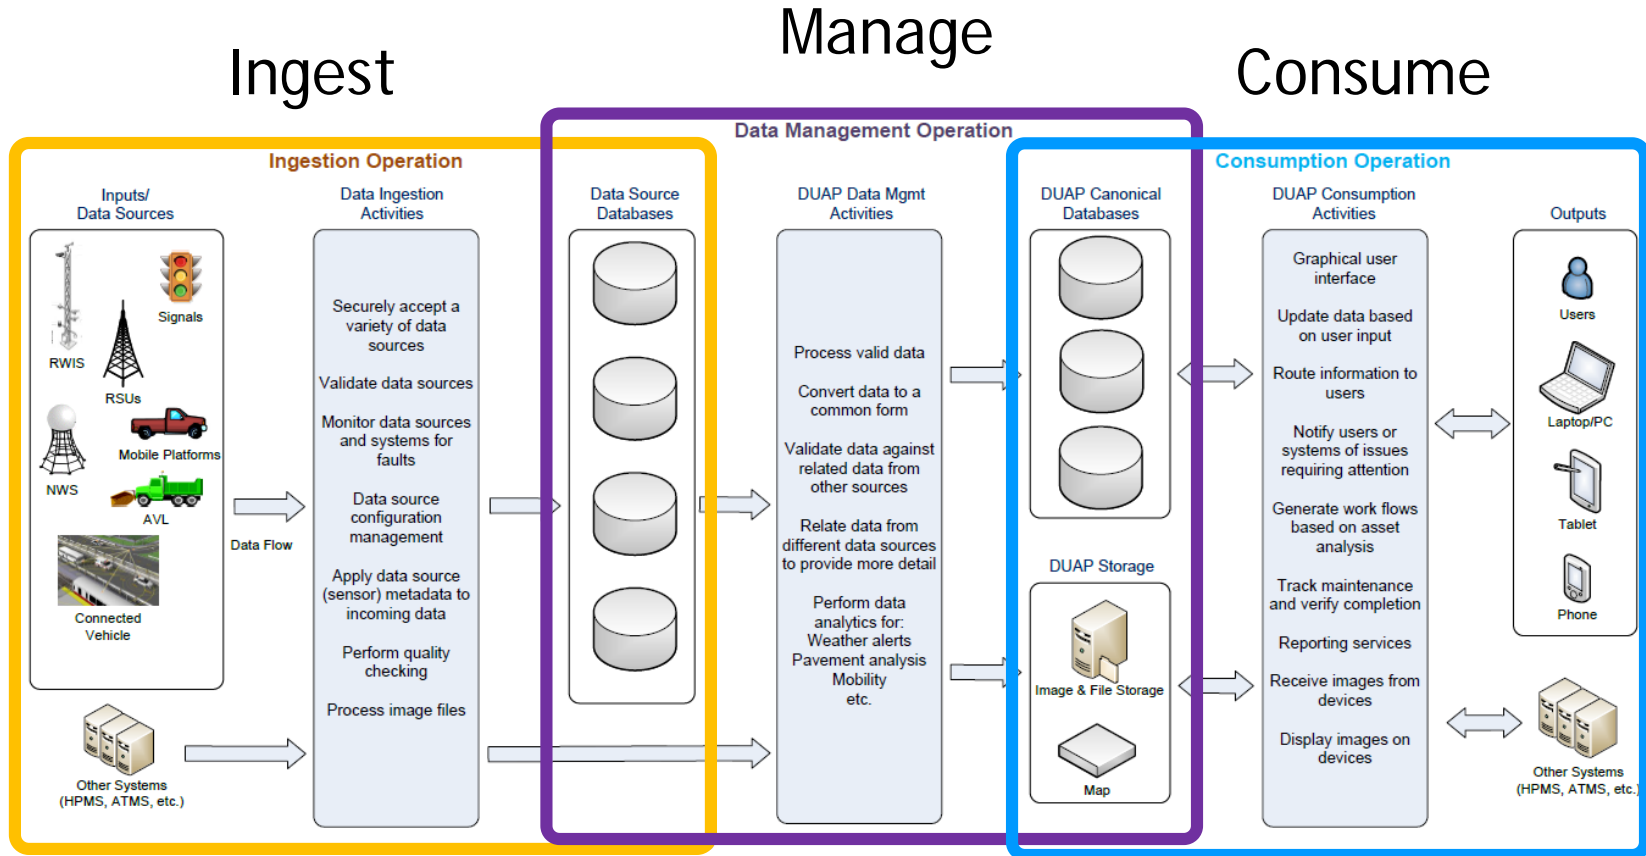 Ingest
Manage
Consume
Data Management Operation
Ingestion Operation
Consumption Operation
Inputs/
Data Sources
RWIS
Signals
RSUs
Mobile Platforms
NWS
AVL
Connected
Vehicle
Other Systems
(HPMS, ATMS, etc.)
Data Flow
Data Ingestion
Activities
Securely accept a
variety of data
sources
Validate data sources
Monitor data sources
and systems for
faults
Data source
configuration
management
Apply data source
(sensor) metadata to
incoming data
Perform quality
checking
Process image files
Data Source
Databases
DUAP Data Mgmt
Activities
Process valid data
Convert data to a
common form
Validate data against
related data from
other sources
Relate data from
different data sources
to provide more detail
Perform data
analytics for:
Weather alerts
Pavement analysis
Mobility
etc.
DUAP Canonical
Databases
DUAP Storage
Image & File Storage
Map
DUAP Consumption
Activities
Graphical user
interface
Update data based
on user input
Route information to
users
Notify users or
systems of issues
requiring attention
Generate work flows
based on asset
analysis
Track maintenance
and verify completion
Reporting services
Receive images from
devices
Display images on
devices
Outputs
Users
Laptop/PC
Tablet
Phone
Other Systems
(HPMS, ATMS, etc.)